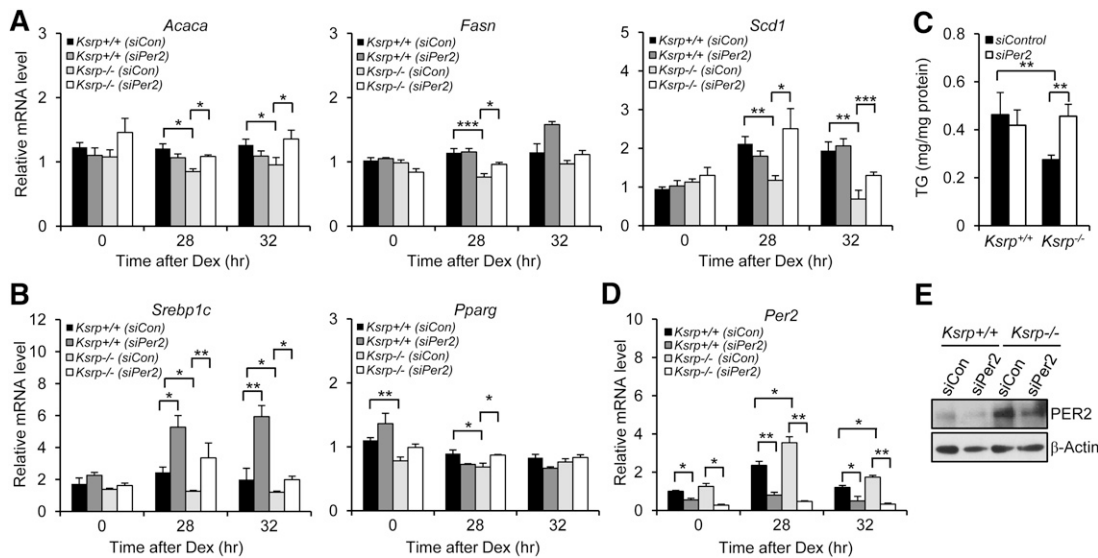 A
Acaca
Relative mRNA level
3
2
1
0
Ksrp+/+ (siCon)
Ksrp+/+ (siPer2)
Ksrp-/- (siCon)
Ksrp-/- (siPer2)
* * * *
0 28 32
Time after Dex (hr)
Fasn
3
2
1
0
Ksrp+/+ (siCon)
Ksrp+/+ (siPer2)
Ksrp-/- (siCon)
Ksrp-/- (siPer2)
*** *
0 28 32
Time after Dex (hr)
Scd1
5
4
3
2
1
0
Ksrp+/+ (siCon)
Ksrp+/+ (siPer2)
Ksrp-/- (siCon)
Ksrp-/- (siPer2)
** * ** ***
0 28 32
Time after Dex (hr)
C
TG (mg/mg protein)
0.8
0.6
0.4
0.2
0
siControl
siPer2
** **
Ksrp+/+ Ksrp-/-
B
Srebp1c
Relative mRNA level
12
10
8
6
4
2
0
Ksrp+/+ (siCon)
Ksrp+/+ (siPer2)
Ksrp-/- (siCon)
Ksrp-/- (siPer2)
* * ** ** * *
0 28 32
Time after Dex (hr)
Pparg
3
2
1
0
Ksrp+/+ (siCon)
Ksrp+/+ (siPer2)
Ksrp-/- (siCon)
Ksrp-/- (siPer2)
** * *
0 28 32
Time after Dex (hr)
D
Per2
Relative mRNA level
10
8
6
4
2
0
Ksrp+/+ (siCon)
Ksrp+/+ (siPer2)
Ksrp-/- (siCon)
Ksrp-/- (siPer2)
* * ** * ** * * **
0 28 32
Time after Dex (hr)
E
Ksrp+/+ Ksrp-/-
siCon siPer2 siCon siPer2
PER2
β-Actin